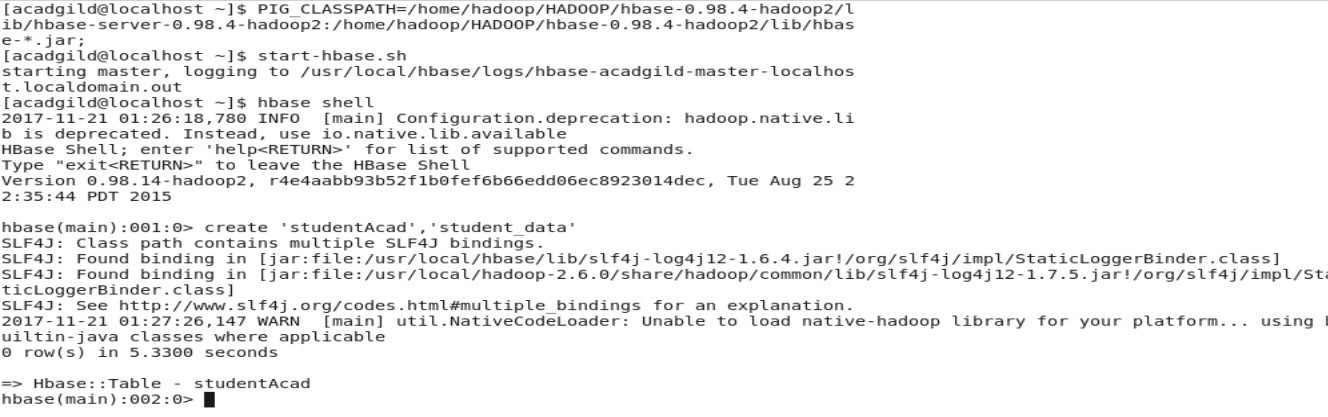 [acadgild@localhost ~]$ PIG_CLASSPATH=/home/hadoop/HADOOP/hbase-0.98.4-hadoop2/l
ib/hbase-server-0.98.4-hadoop2:/home/hadoop/HADOOP/hbase-0.98.4-hadoop2/lib/hbas
e-*.jar;
[acadgild@localhost ~]$ start-hbase.sh
starting master, logging to /usr/local/hbase/logs/hbase-acadgild-master-localhos
t.localdomain.out
[acadgild@localhost ~]$ hbase shell
2017-11-21 01:26:18,780 INFO  [main] Configuration.deprecation: hadoop.native.li
b is deprecated. Instead, use io.native.lib.available
HBase Shell; enter 'help<RETURN>' for list of supported commands.
Type "exit<RETURN>" to leave the HBase Shell
Version 0.98.14-hadoop2, r4e4aabb93b52f1b0fef6b66edd06ec8923014dec, Tue Aug 25 2
2:35:44 PDT 2015

hbase(main):001:0> create 'studentAcad','student_data'
SLF4J: Class path contains multiple SLF4J bindings.
SLF4J: Found binding in [jar:file:/usr/local/hbase/lib/slf4j-log4j12-1.6.4.jar!/org/slf4j/impl/StaticLoggerBinder.class]
SLF4J: Found binding in [jar:file:/usr/local/hadoop-2.6.0/share/hadoop/common/lib/slf4j-log4j12-1.7.5.jar!/org/slf4j/impl/Sta
ticLoggerBinder.class]
SLF4J: See http://www.slf4j.org/codes.html#multiple_bindings for an explanation.
2017-11-21 01:27:26,147 WARN  [main] util.NativeCodeLoader: Unable to load native-hadoop library for your platform... using b
uiltin-java classes where applicable
0 row(s) in 5.3300 seconds

=> Hbase::Table - studentAcad
hbase(main):002:0>